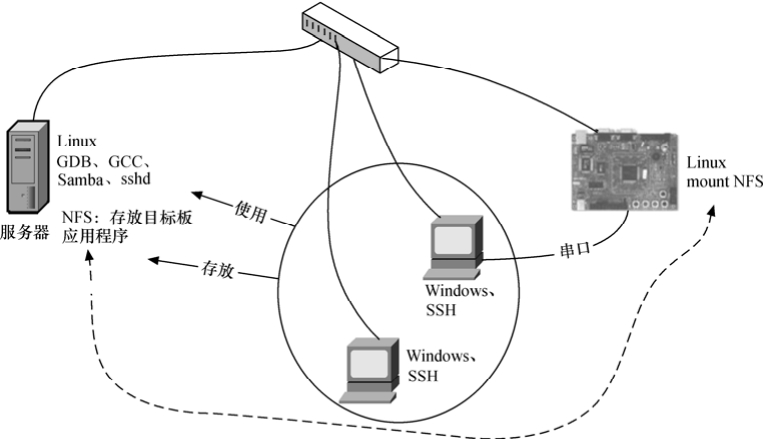 Linux
GDB、GCC、
Samba、sshd
NFS：存放目标板
应用程序
服务器
使用
存放
Windows、
SSH
Windows、
SSH
串口
Linux
mount NFS